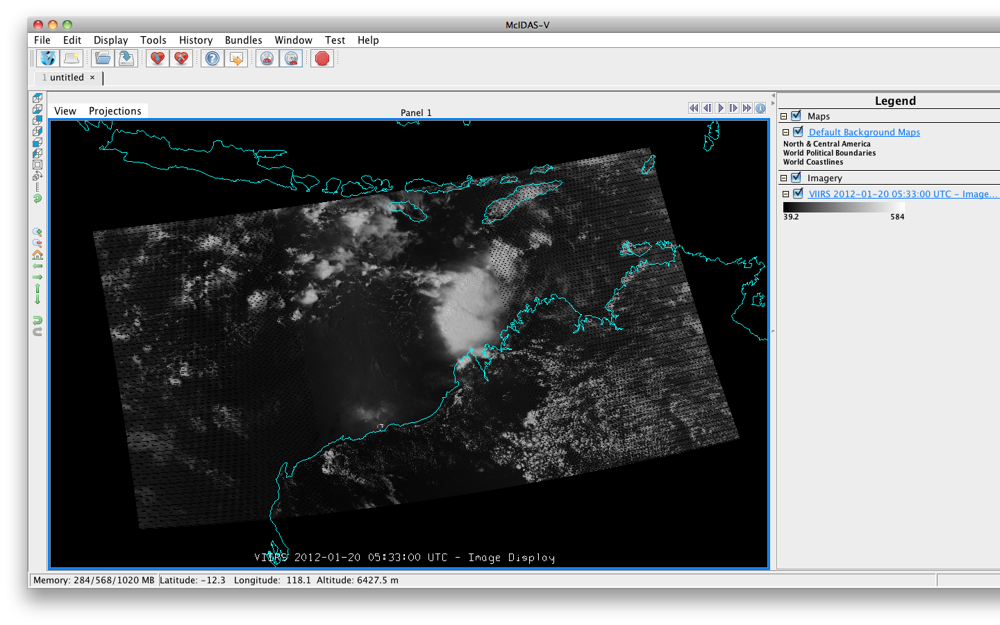 McIDAS-V
File Edit Display Tools History Bundles Window Test Help
1 untitled ×
View Projections
Panel 1
Legend
Maps
Default Background Maps
North & Central America
World Political Boundaries
World Coastlines
Imagery
VIIRS 2012-01-20 05:33:00 UTC - Image...
39.2 584
VIIRS 2012-01-20 05:33:00 UTC - Image Display
Memory: 284/568/1020 MB Latitude: -12.3 Longitude: 118.1 Altitude: 6427.5 m